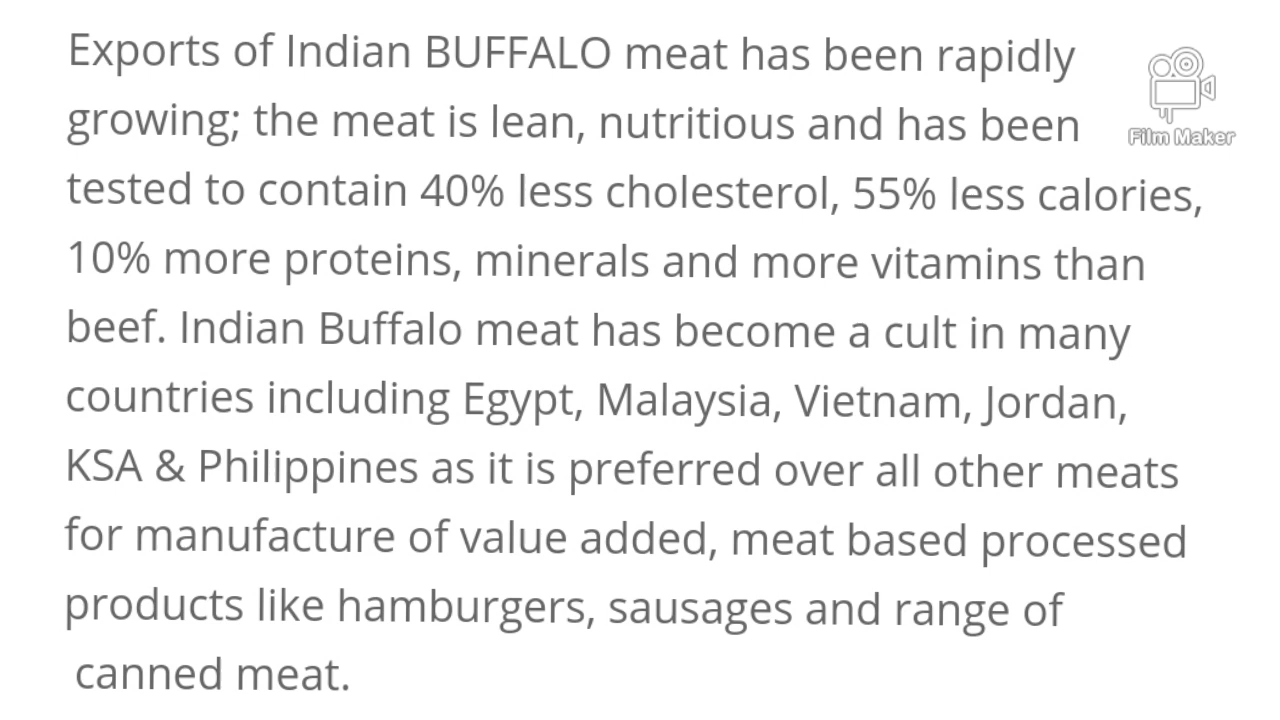 Exports of Indian BUFFALO meat has been rapidly
growing; the meat is lean, nutritious and has been
tested to contain 40% less cholesterol, 55% less calories,
10% more proteins, minerals and more vitamins than
beef. Indian Buffalo meat has become a cult in many
countries including Egypt, Malaysia, Vietnam, Jordan,
KSA & Philippines as it is preferred over all other meats
for manufacture of value added, meat based processed
products like hamburgers, sausages and range of
canned meat.
Film Maker